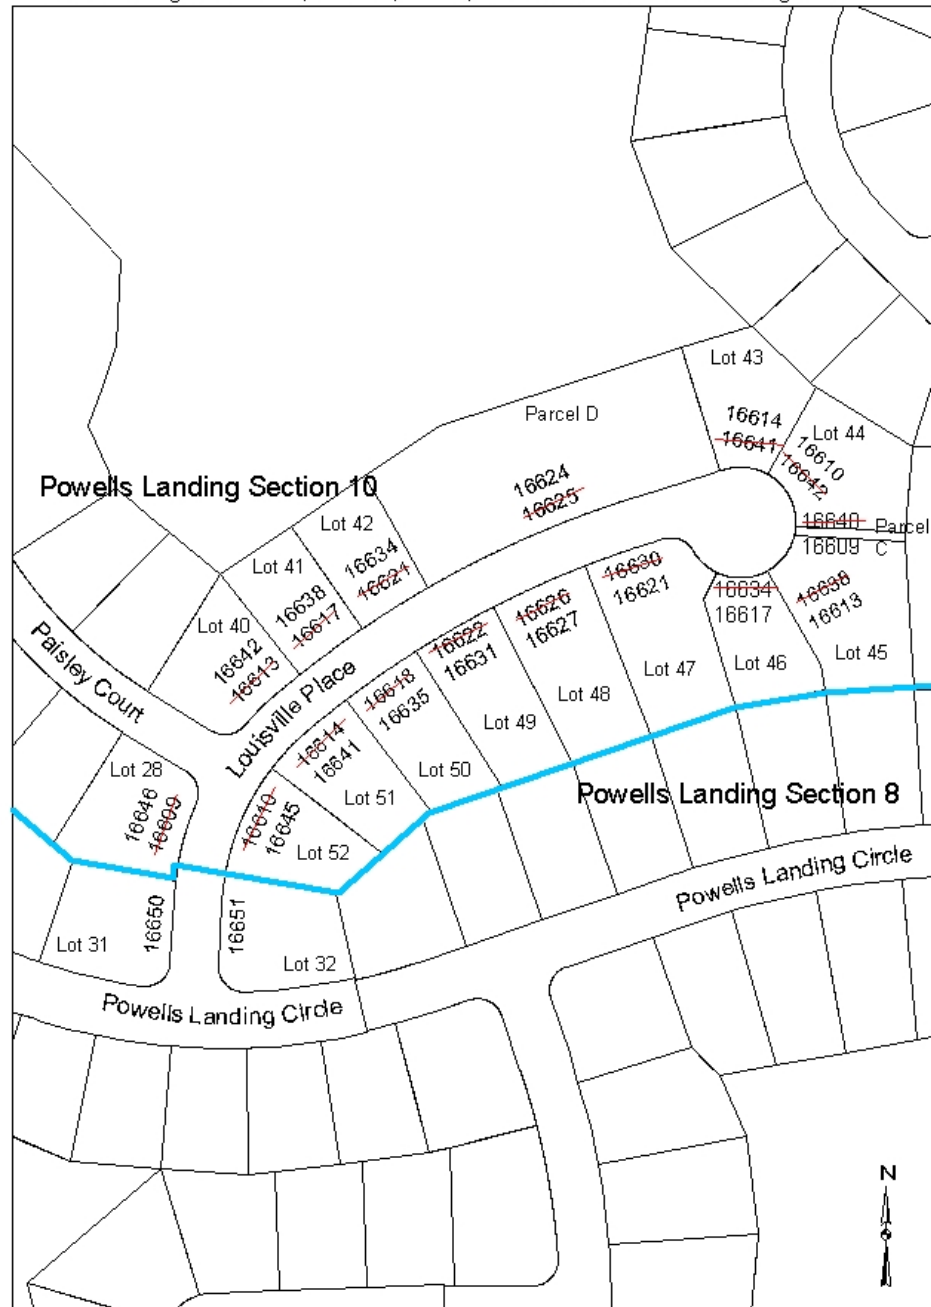 Lot 43
16614
16641
Parcel D
Lot 44
16610
16642
Powells Landing Section 10
16624
16625
Lot 42
16634
16621
16640
Parcel
16609
C
Lot 41
16638
16617
16630
16621
16634
16617
16638
16613
Lot 40
16642
16613
Paisley Court
Louisville Place
16626
16627
16622
16631
16618
16635
16614
16641
Lot 47
Lot 46
Lot 45
Lot 48
Lot 49
Lot 50
Lot 51
Lot 28
16646
16609
16610
16645
Lot 52
Powells Landing Section 8
Powells Landing Circle
16650
16651
Lot 31
Lot 32
Powells Landing Circle
N